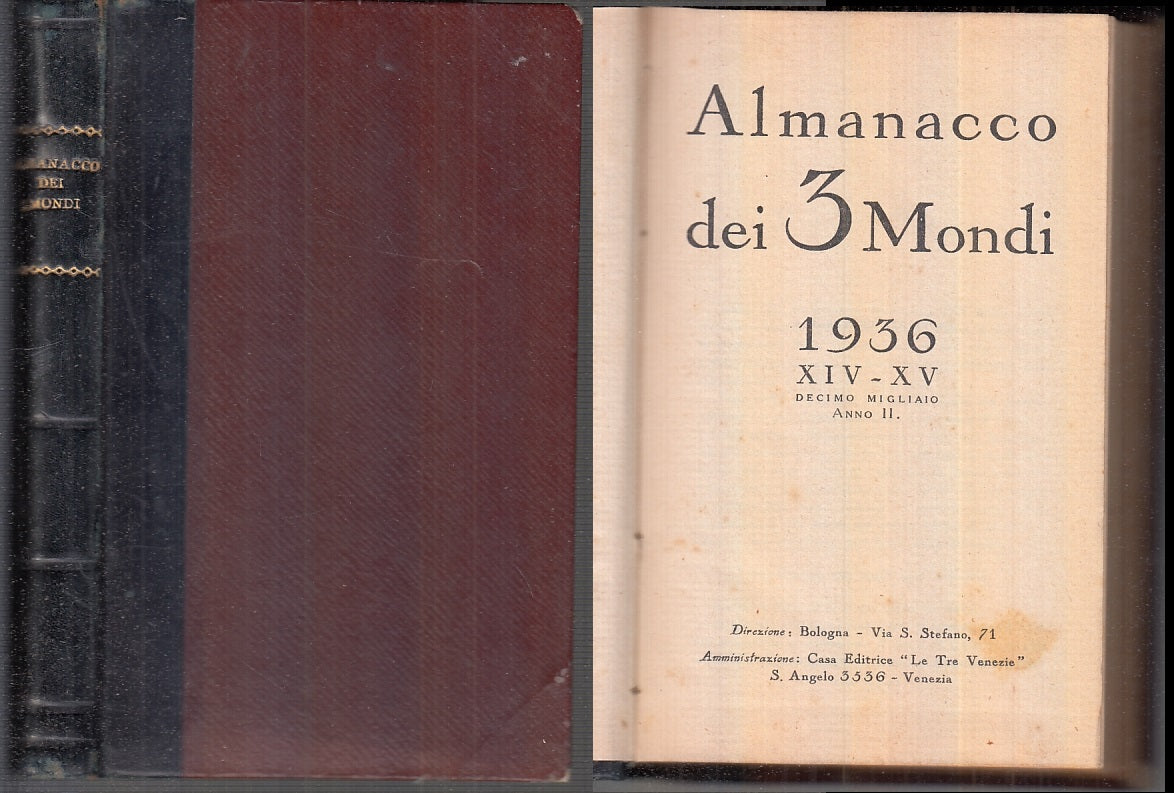 MANACCO
DEI
MONDI
Almanacco
dei 3 Mondi
1936
XIV - XV
DECIMO MIGLIAIO
ANNO II.
Direzione: Bologna - Via S. Stefano, 71
Amministrazione: Casa Editrice "Le Tre Venezie"
S. Angelo 3536 - Venezia